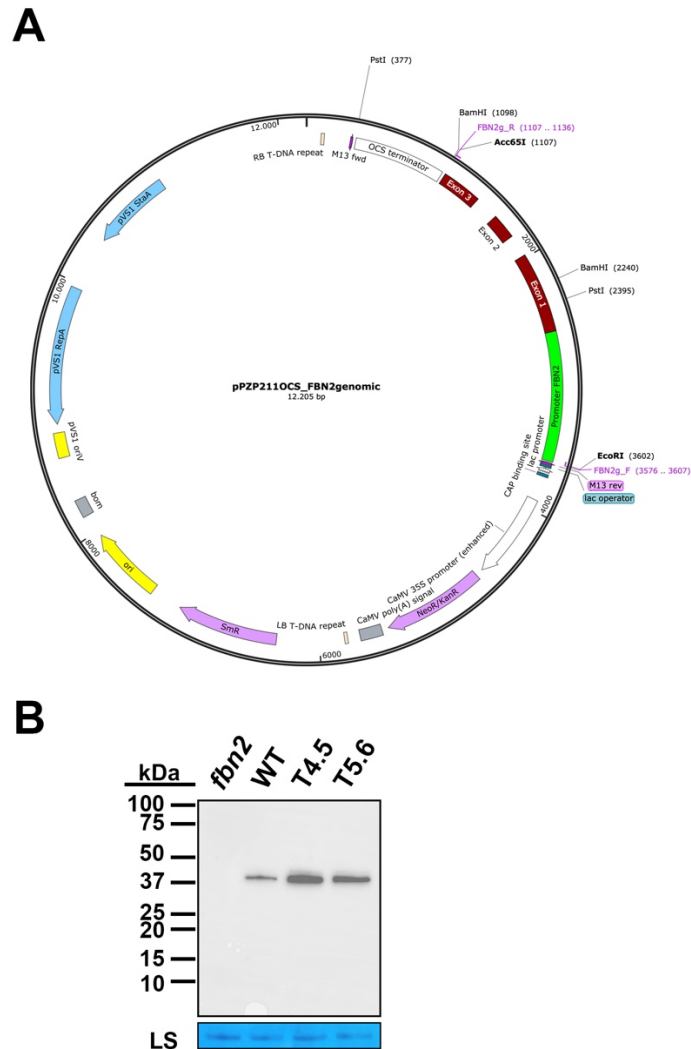 A
PstI (377)
12.000
BamHI (1098)
FBN2g_R (1107 .. 1136)
Acc65I (1107)
RB T-DNA repeat
M13 fwd
OCS terminator
Exon 3
Exon 2
2000
BamHI (2240)
PstI (2395)
Exon 1
Promoter FBN2
pVS1 StaA
10.000
pVS1 RepA
pPZP211OCS_FBN2genomic
12.205 bp
EcoRI (3602)
FBN2g_F (3576 .. 3607)
M13 rev
lac operator
lac promoter
CAP binding site
4000
pVS1 oriV
bom
8000
ori
CaMV 35S promoter (enhanced)
NeoR/KanR
CaMV poly(A) signal
LB T-DNA repeat
SmR
6000
B
kDa
fbn2
WT
T4.5
T5.6
100
75
50
37
25
20
15
10
LS